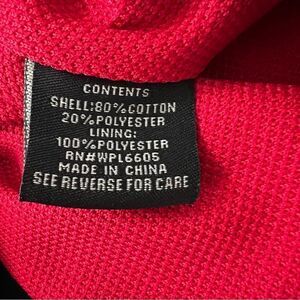 CONTENTS
SHELL:80%COTTON
20%POLYESTER
LINING:
100%POLYESTER
RN#WPL6605
MADE IN CHINA
SEE REVERSE FOR CARE